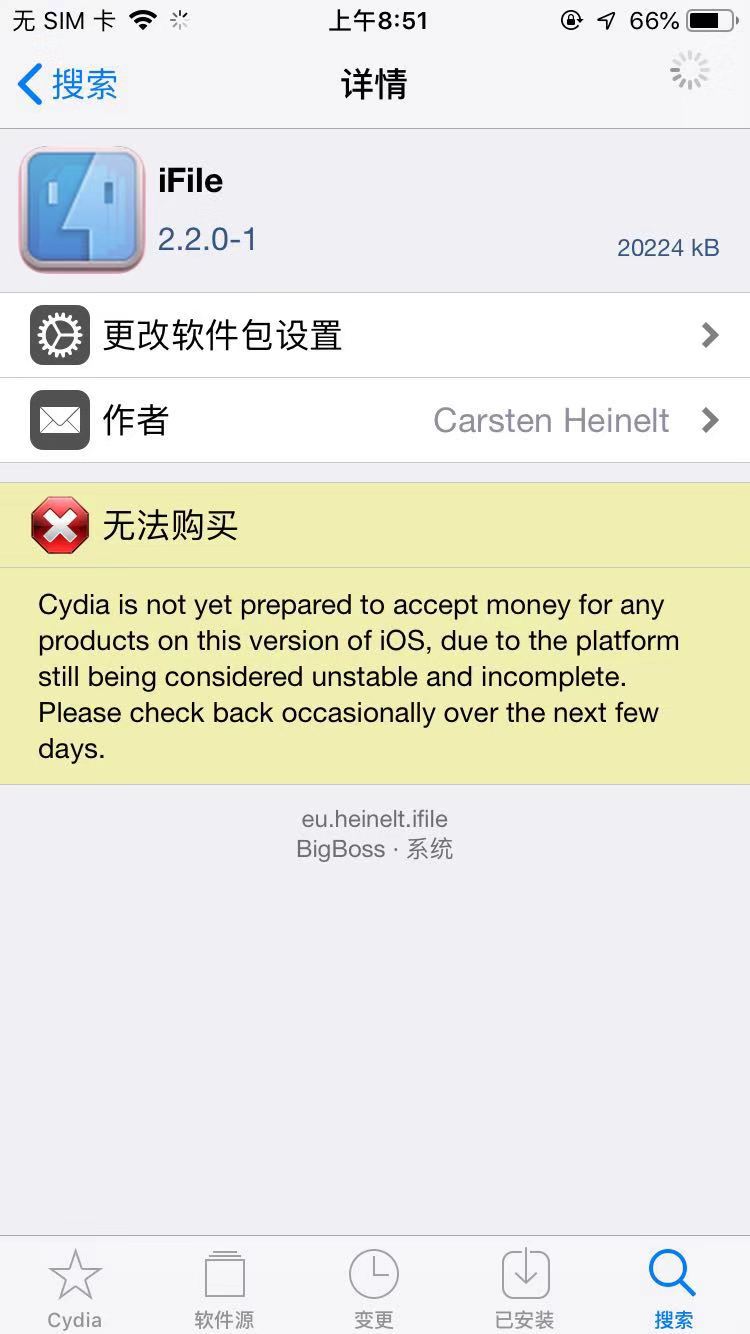 无 SIM 卡 上午8:51 66%
搜索 详情
iFile
2.2.0-1
20224 kB
更改软件包设置
作者 Carsten Heinelt
无法购买
Cydia is not yet prepared to accept money for any
products on this version of iOS, due to the platform
still being considered unstable and incomplete.
Please check back occasionally over the next few
days.
eu.heinelt.ifile
BigBoss · 系统
Cydia 软件源 变更 已安装 搜索